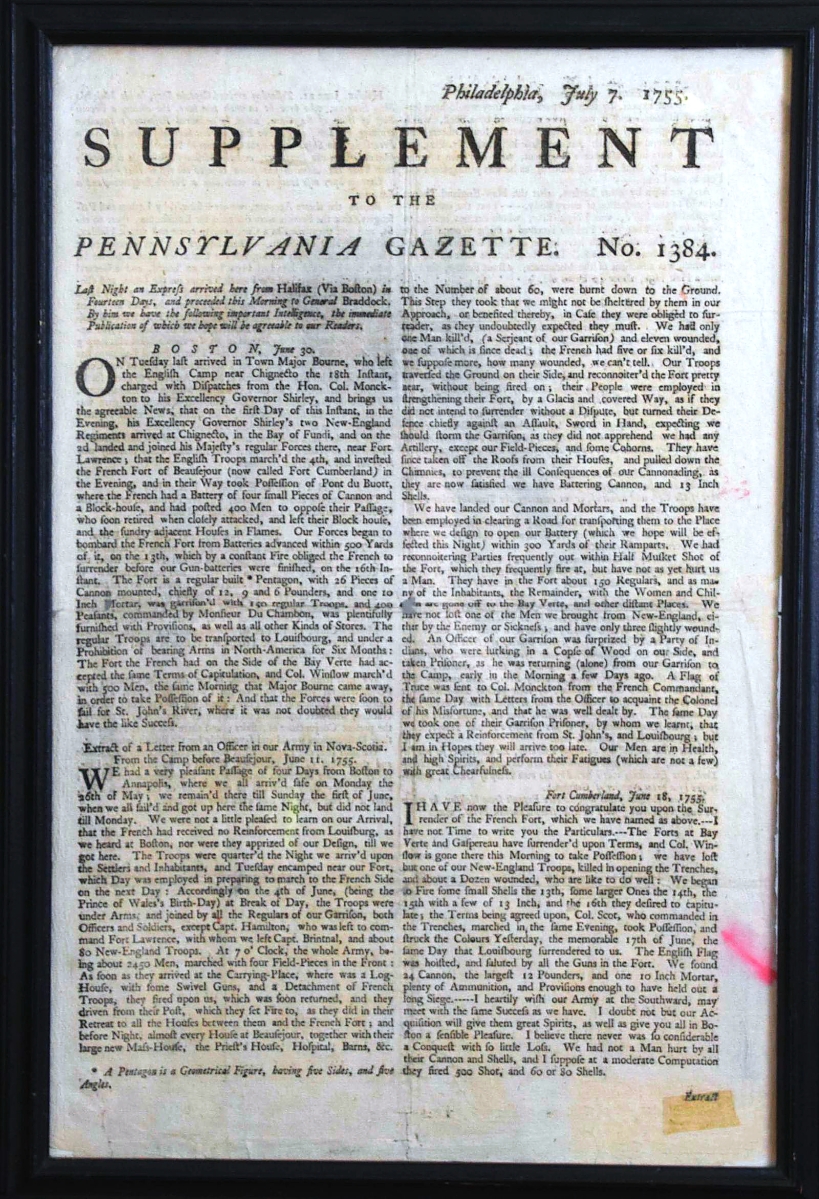 Philadelphia, July 7. 1755.
SUPPLEMENT
TO THE
PENNSYLVANIA GAZETTE. No. 1384.
Laſt Night an Expreſs arrived here from Halifax (Via Boſton) in
Fourteen Days, and proceeded this Morning to General Braddock.
By him we have the following important Intelligence, the immediate
Publication of which we hope will be agreeable to our Readers.
BOSTON, June 30.
ON Tueſday laſt arrived in Town Major Bourne, who left
the Engliſh Camp near Chignecto the 18th Inſtant,
charged with Diſpatches from the Hon. Col. Monck-
ton to his Excellency Governor Shirley, and brings us
the agreeable News, that on the firſt Day of this Inſtant, in the
Evening, his Excellency Governor Shirley's two New-England
Regiments arrived at Chignecto, in the Bay of Fundi, and on the
2d landed and joined his Majeſty's regular Forces there, near Fort
Lawrence; that the Engliſh Troops march'd the 4th, and inveſted
the French Fort of Beauſejour (now called Fort Cumberland) in
the Evening, and in their Way took Poſſeſſion of Pont du Buott,
where the French had a Battery of four ſmall Pieces of Cannon and
a Block-houſe, and had poſted 400 Men to oppoſe their Paſſage,
who ſoon retired when cloſely attacked, and left their Block houſe,
and the ſundry adjacent Houſes in Flames. Our Forces began to
bombard the French Fort from Batteries advanced within 500 Yards
of it, on the 13th, which by a conſtant Fire obliged the French to
ſurrender before our Gun-batteries were finiſhed, on the 16th In-
ſtant. The Fort is a regular built * Pentagon, with 26 Pieces of
Cannon mounted, chiefly of 12, 9 and 6 Pounders, and one 10
Inch Mortar, was garriſon'd with 150 regular Troops, and 400
Peaſants, commanded by Monſieur Du Chambon, was plentifully
furniſhed with Proviſions, as well as all other Kinds of Stores. The
regular Troops are to be tranſported to Louiſbourg, and under a
Prohibition of bearing Arms in North-America for Six Months:
The Fort the French had on the Side of the Bay Verte had ac-
cepted the ſame Terms of Capitulation, and Col. Winſlow march'd
with 500 Men, the ſame Morning that Major Bourne came away,
in order to take Poſſeſſion of it: And that the Forces were ſoon to
ſail for St. John's River, where it was not doubted they would
have the like Succeſs.
Extract of a Letter from an Officer in our Army in Nova-Scotia.
From the Camp before Beauſejour, June 11. 1755.
WE had a very pleaſant Paſſage of four Days from Boſton to
Annapolis, where we all arriv'd ſafe on Monday the
26th of May; we remain'd there till Sunday the firſt of June,
when we all ſail'd and got up here the ſame Night, but did not land
till Monday. We were not a little pleaſed to learn on our Arrival,
that the French had received no Reinforcement from Louiſburg, as
we heard at Boſton, nor were they apprized of our Deſign, till we
got here. The Troops were quarter'd the Night we arriv'd upon
the Settlers and Inhabitants, and Tueſday encamped near our Fort,
which Day was employed in preparing to march to the French Side
on the next Day: Accordingly on the 4th of June, (being the
Prince of Wales's Birth-Day) at Break of Day, the Troops were
under Arms, and joined by all the Regulars of our Garriſon, both
Officers and Soldiers, except Capt. Hamilton, who was left to com-
mand Fort Lawrence, with whom we left Capt. Brintnal, and about
80 New-England Troops. At 7 o' Clock, the whole Army, be-
ing about 2450 Men, marched with four Field-Pieces in the Front:
As ſoon as they arrived at the Carrying-Place, where was a Log-
Houſe, with ſome Swivel Guns, and a Detachment of French
Troops, they fired upon us, which was ſoon returned, and they
driven from their Poſt, which they ſet Fire to, as they did in their
Retreat to all the Houſes between them and the French Fort; and
before Night, almoſt every Houſe at Beauſejour, together with their
large new Maſs-Houſe, the Prieſt's Houſe, Hoſpital, Barns, &c.
* A Pentagon is a Geometrical Figure, having five Sides, and five
Angles.
to the Number of about 60, were burnt down to the Ground.
This Step they took that we might not be ſheltered by them in our
Approach, or benefited thereby, in Caſe they were obliged to ſur-
render, as they undoubtedly expected they muſt. We had only
one Man kill'd, (a Serjeant of our Garriſon) and eleven wounded,
one of which is ſince dead; the French had five or ſix kill'd, and
we ſuppoſe more, how many wounded, we can't tell. Our Troops
traverſed the Ground on their Side, and reconnoiter'd the Fort pretty
near, without being fired on; their People were employed in
ſtrengthening their Fort, by a Glacis and covered Way, as if they
did not intend to ſurrender without a Diſpute, but turned their De-
fence chiefly againſt an Aſſault, Sword in Hand, expecting we
ſhould ſtorm the Garriſon, as they did not apprehend we had any
Artillery, except our Field-Pieces, and ſome Cohorns. They have
ſince taken off the Roofs from their Houſes, and pulled down the
Chimnies, to prevent the ill Conſequences of our Cannonading, as
they are now ſatisfied we have Battering Cannon, and 13 Inch
Shells.
We have landed our Cannon and Mortars, and the Troops have
been employed in clearing a Road for tranſporting them to the Place
where we deſign to open our Battery (which we hope will be ef-
fected this Night) within 300 Yards of their Ramparts. We had
reconnoitering Parties frequently out within Half Muſket Shot of
the Fort, which they frequently fire at, but have not as yet hurt us
a Man. They have in the Fort about 150 Regulars, and as ma-
ny of the Inhabitants, the Remainder, with the Women and Chil-
are gone off to the Bay Verte, and other diſtant Places. We
have not loſt one of the Men we brought from New-England, ei-
ther by the Enemy or Sickneſs; and have only three ſlightly wound-
ed. An Officer of our Garriſon was ſurprized by a Party of In-
dians, who were lurking in a Copſe of Wood on our Side, and
taken Priſoner, as he was returning (alone) from our Garriſon to
the Camp, early in the Morning a few Days ago. A Flag of
Truce was ſent to Col. Monckton from the French Commandant,
the ſame Day with Letters from the Officer to acquaint the Colonel
of his Misfortune, and that he was well dealt by. The ſame Day
we took one of their Garriſon Priſoner, by whom we learnt, that
they expect a Reinforcement from St. John's, and Louiſbourg; but
I am in Hopes they will arrive too late. Our Men are in Health,
and high Spirits, and perform their Fatigues (which are not a few)
with great Chearfulneſs.
Fort Cumberland, June 18, 1755.
I HAVE now the Pleaſure to congratulate you upon the Sur-
render of the French Fort, which we have named as above.---I
have not Time to write you the Particulars.---The Forts at Bay
Verte and Gaſpereau have ſurrender'd upon Terms, and Col. Win-
ſlow is gone there this Morning to take Poſſeſſion; we have loſt
but one of our New-England Troops, killed in opening the Trenches,
and about a Dozen wounded, who are like to do well: We began
to Fire ſome ſmall Shells the 13th, ſome larger Ones the 14th, the
15th with a few of 13 Inch, and the 16th they deſired to capitu-
late; the Terms being agreed upon, Col. Scot, who commanded in
the Trenches, marched in, the ſame Evening, took Poſſeſſion, and
ſtruck the Colours Yeſterday, the memorable 17th of June, the
ſame Day that Louiſbourg ſurrendered to us. The Engliſh Flag
was hoiſted, and ſaluted by all the Guns in the Fort. We found
24 Cannon, the largeſt 12 Pounders, and one 10 Inch Mortar,
plenty of Ammunition, and Proviſions enough to have held out a
long Siege.-----I heartily wiſh our Army at the Southward, may
meet with the ſame Succeſs as we have. I doubt not but our Ac-
quiſition will give them great Spirits, as well as give you all in Bo-
ſton a ſenſible Pleaſure. I believe there never was ſo conſiderable
a Conqueſt with ſo little Loſs. We had not a Man hurt by all
their Cannon and Shells, and I ſuppoſe at a moderate Computation
they fired 500 Shot, and 60 or 80 Shells.
Extract